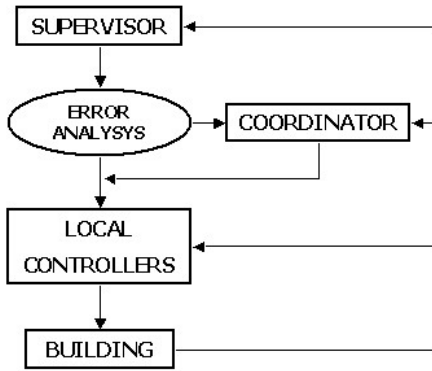 SUPERVISOR
ERROR
ANALYSYS
COORDINATOR
LOCAL
CONTROLLERS
BUILDING